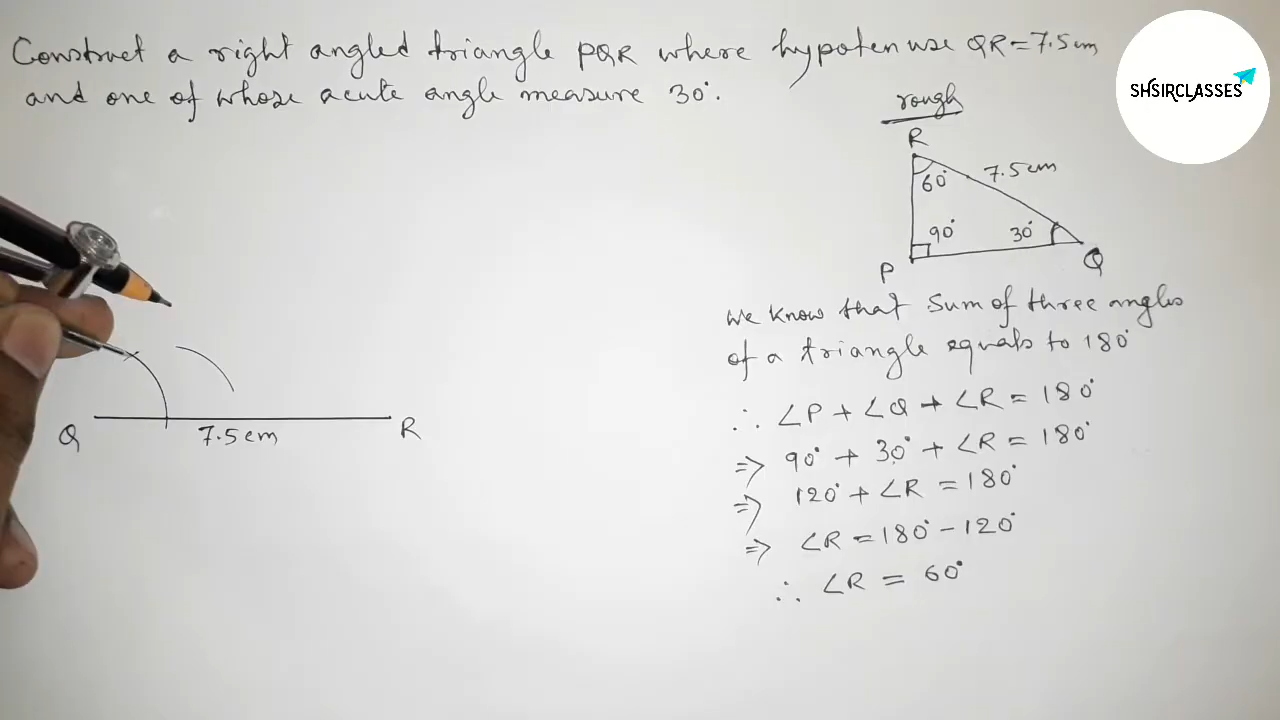 Construct a right angled triangle PQR where hypotenuse QR=7.5cm
and one of whose acute angle measure 30°.
SHSIRCLASSES
rough
R
60°
7.5cm
90°
30°
P
Q
We know that Sum of three angles
of a triangle equals to 180°
∴ ∠P + ∠Q + ∠R = 180°
⇒ 90° + 30° + ∠R = 180°
⇒ 120° + ∠R = 180°
⇒ ∠R = 180° - 120°
∴ ∠R = 60°
Q
7.5cm
R